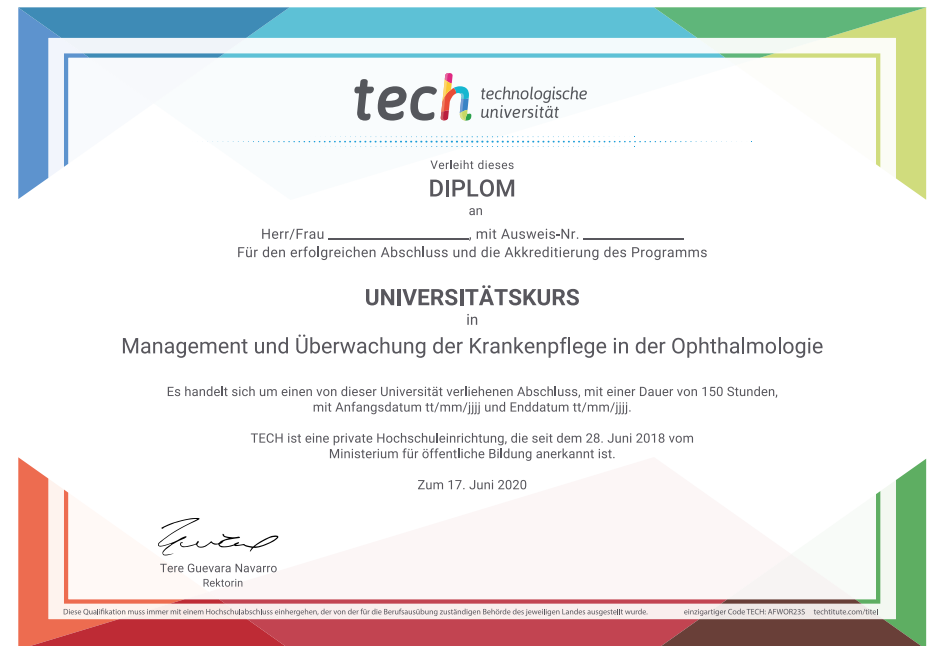 tech technologische
universität
Verleiht dieses
DIPLOM
an
Herr/Frau ________________, mit Ausweis-Nr. ____________
Für den erfolgreichen Abschluss und die Akkreditierung des Programms
UNIVERSITÄTSKURS
in
Management und Überwachung der Krankenpflege in der Ophthalmologie
Es handelt sich um einen von dieser Universität verliehenen Abschluss, mit einer Dauer von 150 Stunden,
mit Anfangsdatum tt/mm/jjjj und Enddatum tt/mm/jjjj.
TECH ist eine private Hochschuleinrichtung, die seit dem 28. Juni 2018 vom
Ministerium für öffentliche Bildung anerkannt ist.
Zum 17. Juni 2020
Tere Guevara Navarro
Rektorin
Diese Qualifikation muss immer mit einem Hochschulabschluss einhergehen, der von der für die Berufsausübung zuständigen Behörde des jeweiligen Landes ausgestellt wurde. einzigartiger Code TECH: AFWOR235 techtitute.com/titel